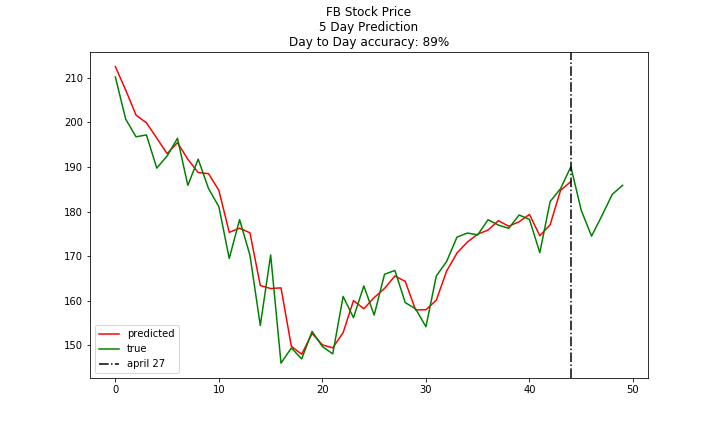 FB Stock Price
5 Day Prediction
Day to Day accuracy: 89%
210
200
190
180
170
160
150
predicted
true
april 27
0
10
20
30
40
50